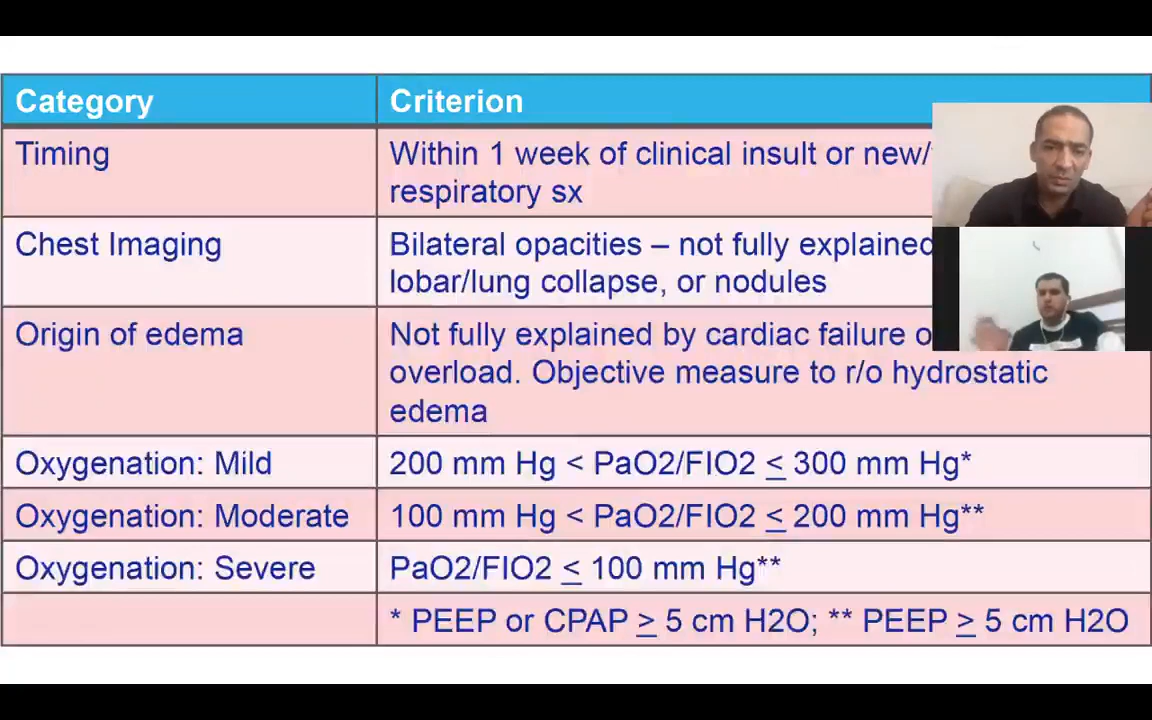 Category Criterion
Timing Within 1 week of clinical insult or new/
respiratory sx
Chest Imaging Bilateral opacities – not fully explained
lobar/lung collapse, or nodules
Origin of edema Not fully explained by cardiac failure
overload. Objective measure to r/o hydrostatic
edema
Oxygenation: Mild 200 mm Hg < PaO2/FIO2 ≤ 300 mm Hg*
Oxygenation: Moderate 100 mm Hg < PaO2/FIO2 ≤ 200 mm Hg**
Oxygenation: Severe PaO2/FIO2 ≤ 100 mm Hg**
* PEEP or CPAP ≥ 5 cm H2O; ** PEEP ≥ 5 cm H2O